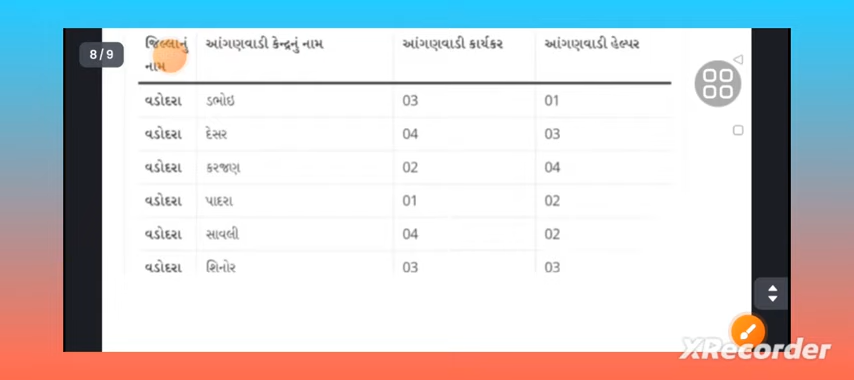 8/9
જિલ્લાનું નામ આંગણવાડી કેન્દ્રનું નામ આંગણવાડી કાર્યકર આંગણવાડી હેલ્પર
વડોદરા ડભોઇ 03 01
વડોદરા દેસર 04 03
વડોદરા કરજણ 02 04
વડોદરા પાદરા 01 02
વડોદરા સાવલી 04 02
વડોદરા શિનોર 03 03
XRecorder